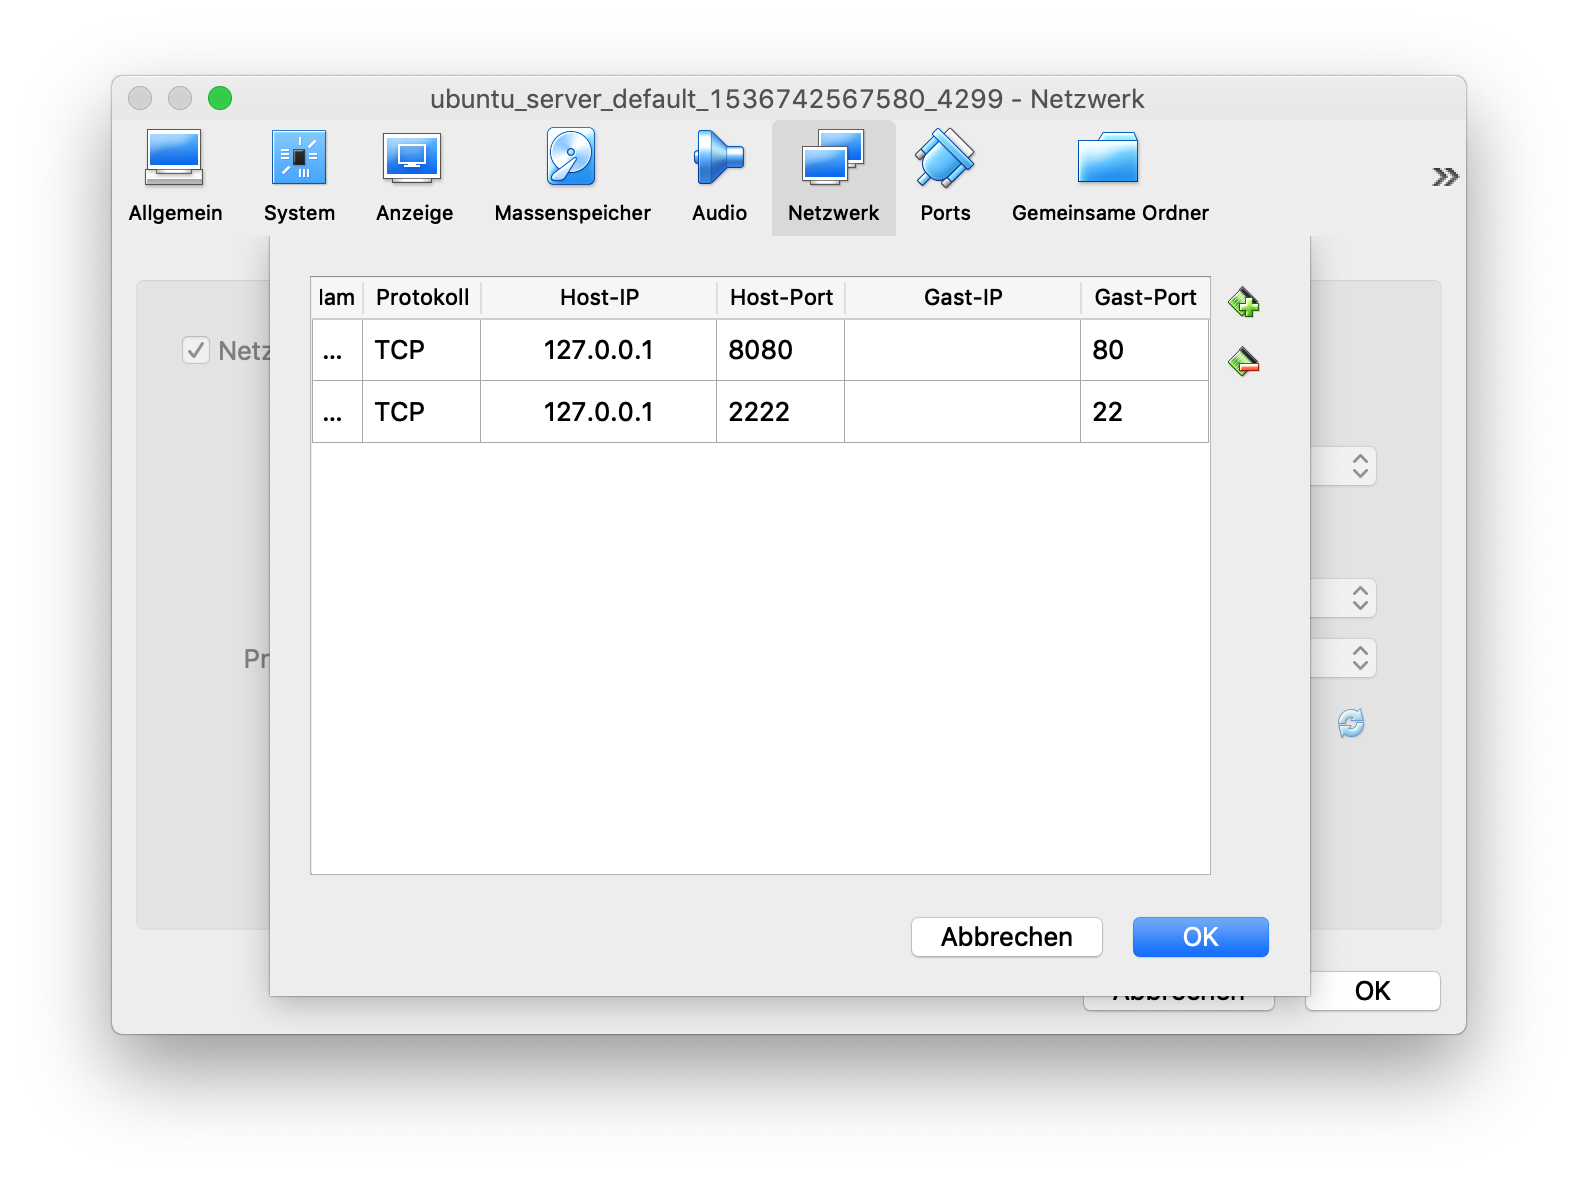 ubuntu_server_default_1536742567580_4299 - Netzwerk
Allgemein System Anzeige Massenspeicher Audio Netzwerk Ports Gemeinsame Ordner
lam Protokoll Host-IP Host-Port Gast-IP Gast-Port
... TCP 127.0.0.1 8080 80
Netz
... TCP 127.0.0.1 2222 22
Pr
Abbrechen OK
Abbrechen OK